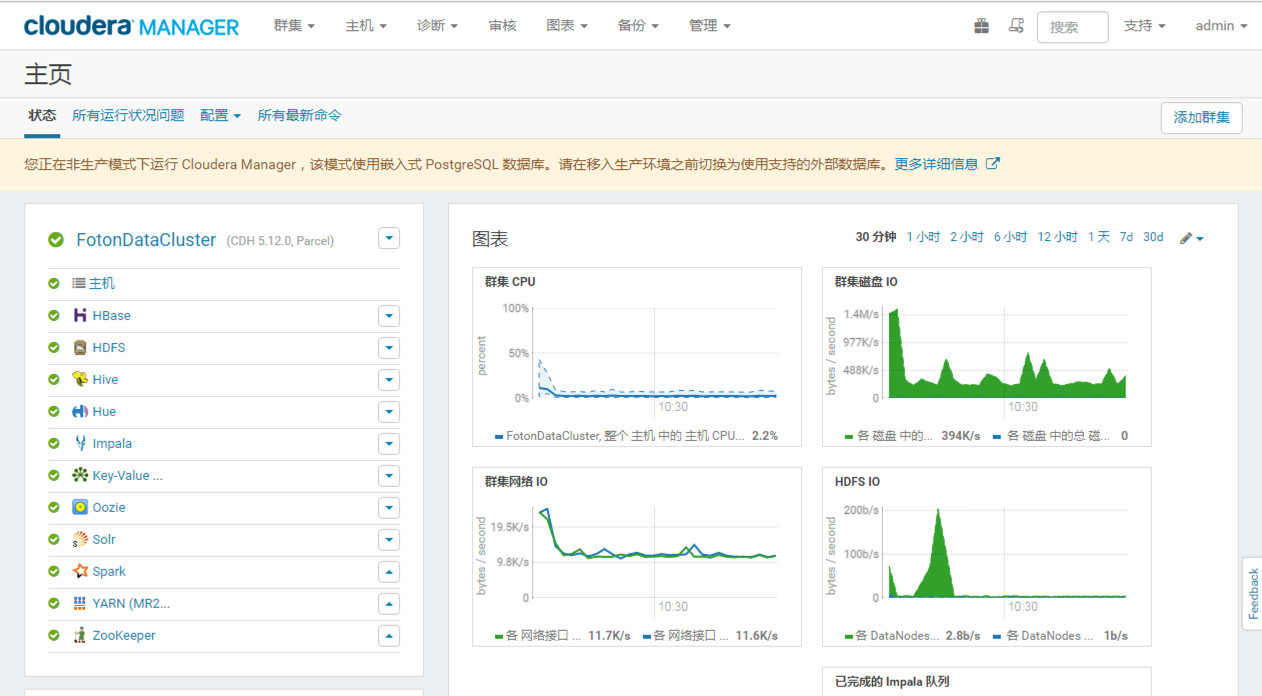 cloudera MANAGER 群集 主机 诊断 审核 图表 备份 管理 搜索 支持 admin
主页
状态 所有运行状况问题 配置 所有最新命令 添加群集
您正在非生产模式下运行 Cloudera Manager，该模式使用嵌入式 PostgreSQL 数据库。请在移入生产环境之前切换为使用支持的外部数据库。更多详细信息
FotonDataCluster (CDH 5.12.0, Parcel)
主机
HBase
HDFS
Hive
Hue
Impala
Key-Value ...
Oozie
Solr
Spark
YARN (MR2...
ZooKeeper
图表 30 分钟 1 小时 2 小时 6 小时 12 小时 1 天 7d 30d
群集 CPU
percent
100%
50%
0%
10:30
FotonDataCluster, 整个 主机 中的 主机 CPU... 2.2%
群集磁盘 IO
bytes / second
1.4M/s
977K/s
488K/s
0
10:30
各 磁盘 中的... 394K/s 各 磁盘 中的总 磁... 0
群集网络 IO
bytes / second
19.5K/s
9.8K/s
0
10:30
各 网络接口 ... 11.7K/s 各 网络接口 ... 11.6K/s
HDFS IO
bytes / second
200b/s
100b/s
0
10:30
各 DataNodes... 2.8b/s 各 DataNodes ... 1b/s
已完成的 Impala 队列
Feedback